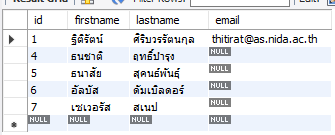 Edit:
id firstname lastname email
1 ฐิติรัตน์ ศิริบวรรัตนกุล thitirat@as.nida.ac.th
4 ธนชาติ ฤทธิ์บำรุง NULL
5 ธนาสัย สุคนธ์พันธุ์ NULL
6 อัลบัส ดัมเบิลดอร์ NULL
7 เซเวอรัส สเนป NULL
NULL NULL NULL NULL